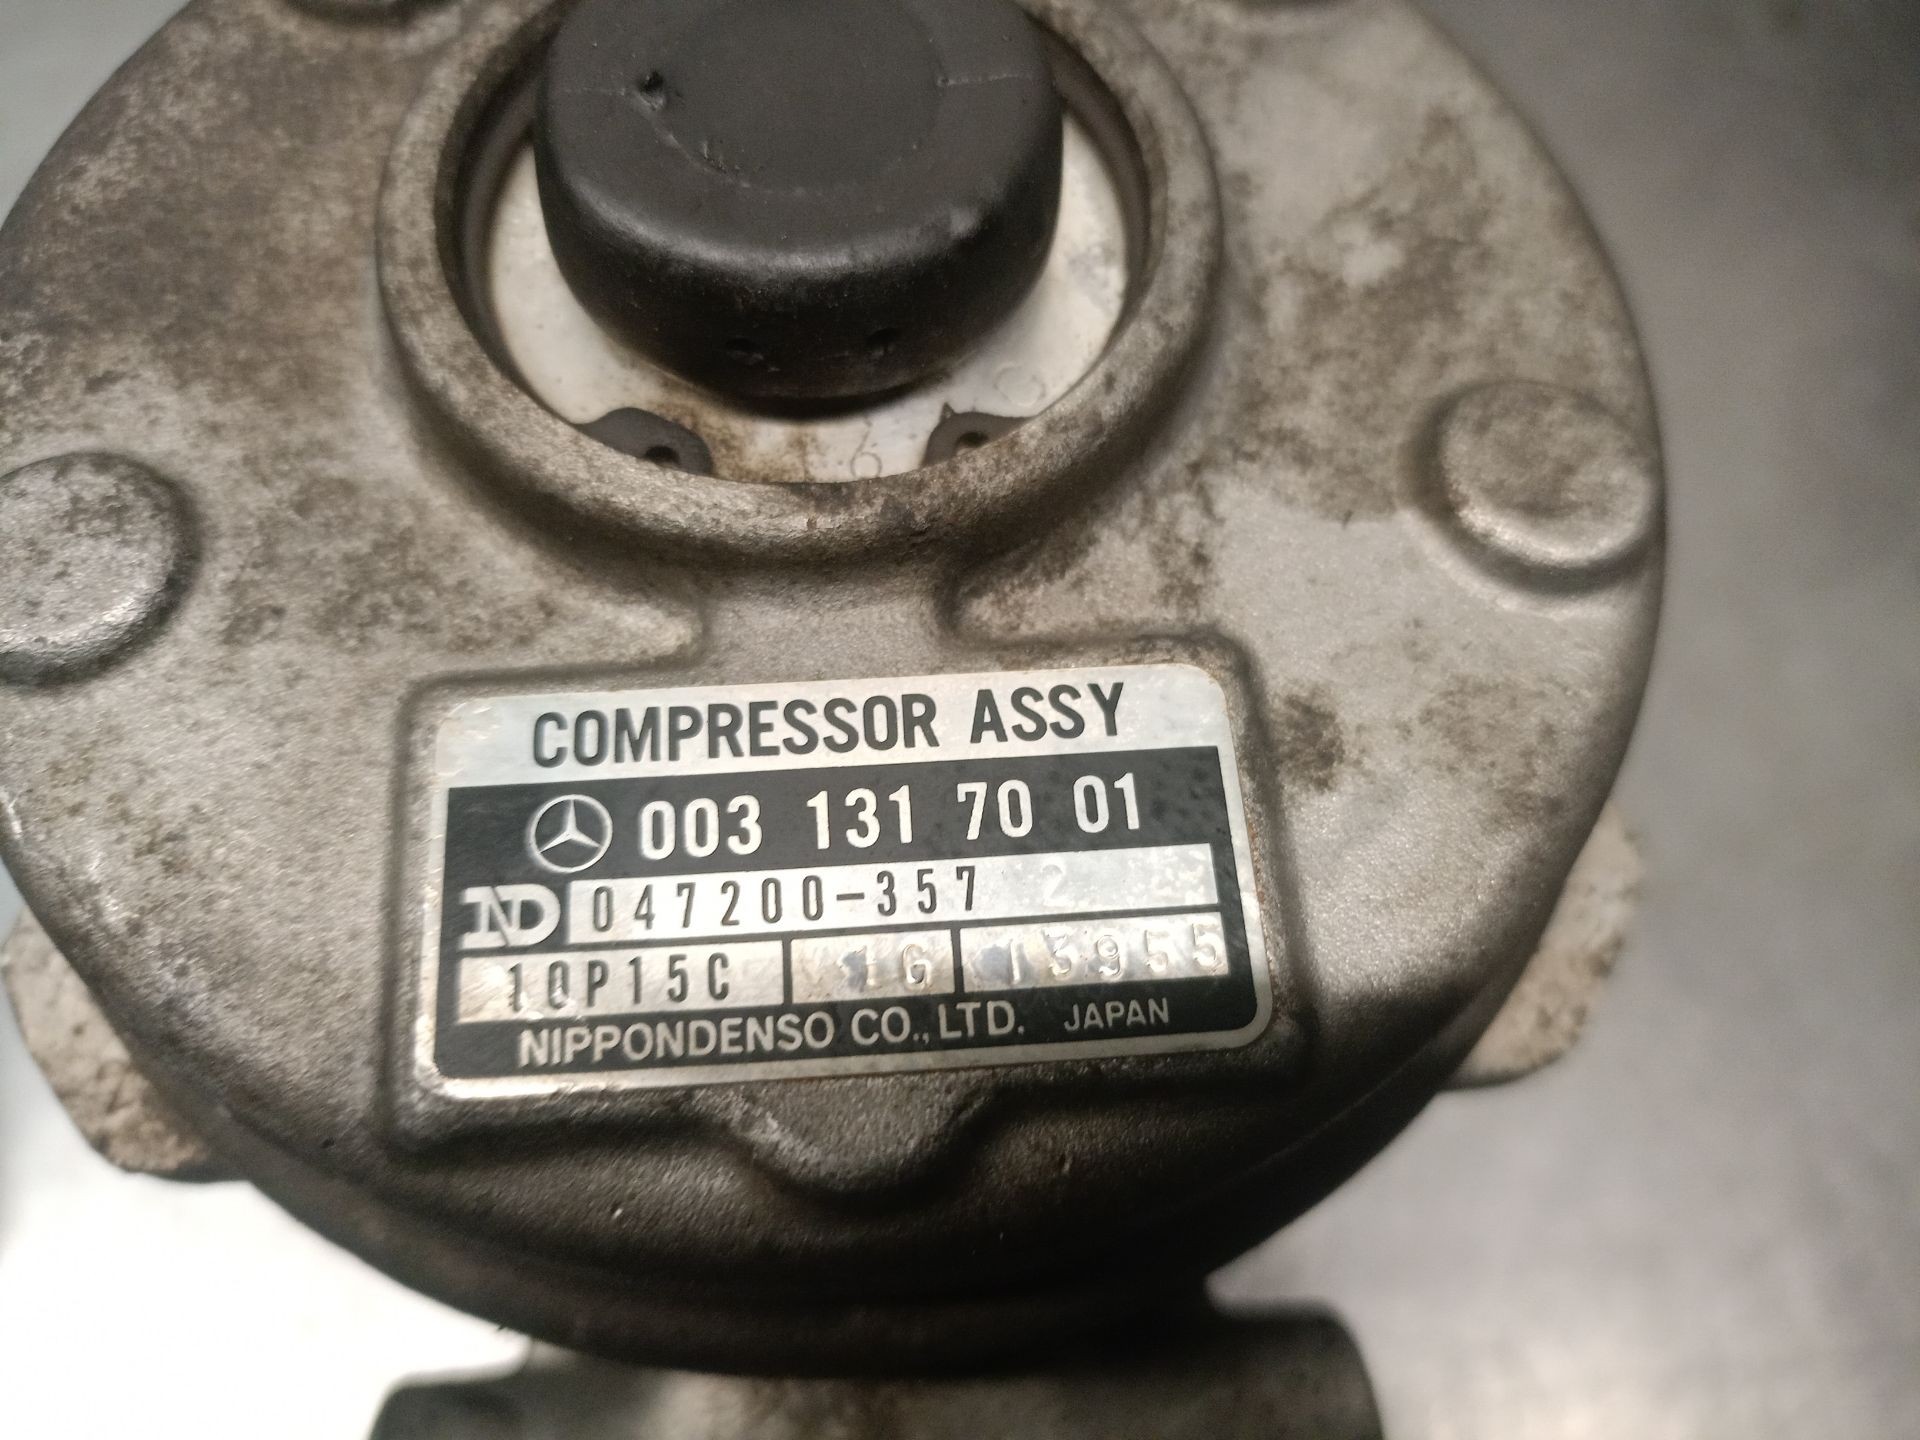 COMPRESSOR ASSY
003 131 70 01
ND 047200-357 2
10P15C 1G 13955
NIPPONDENSO CO., LTD. JAPAN